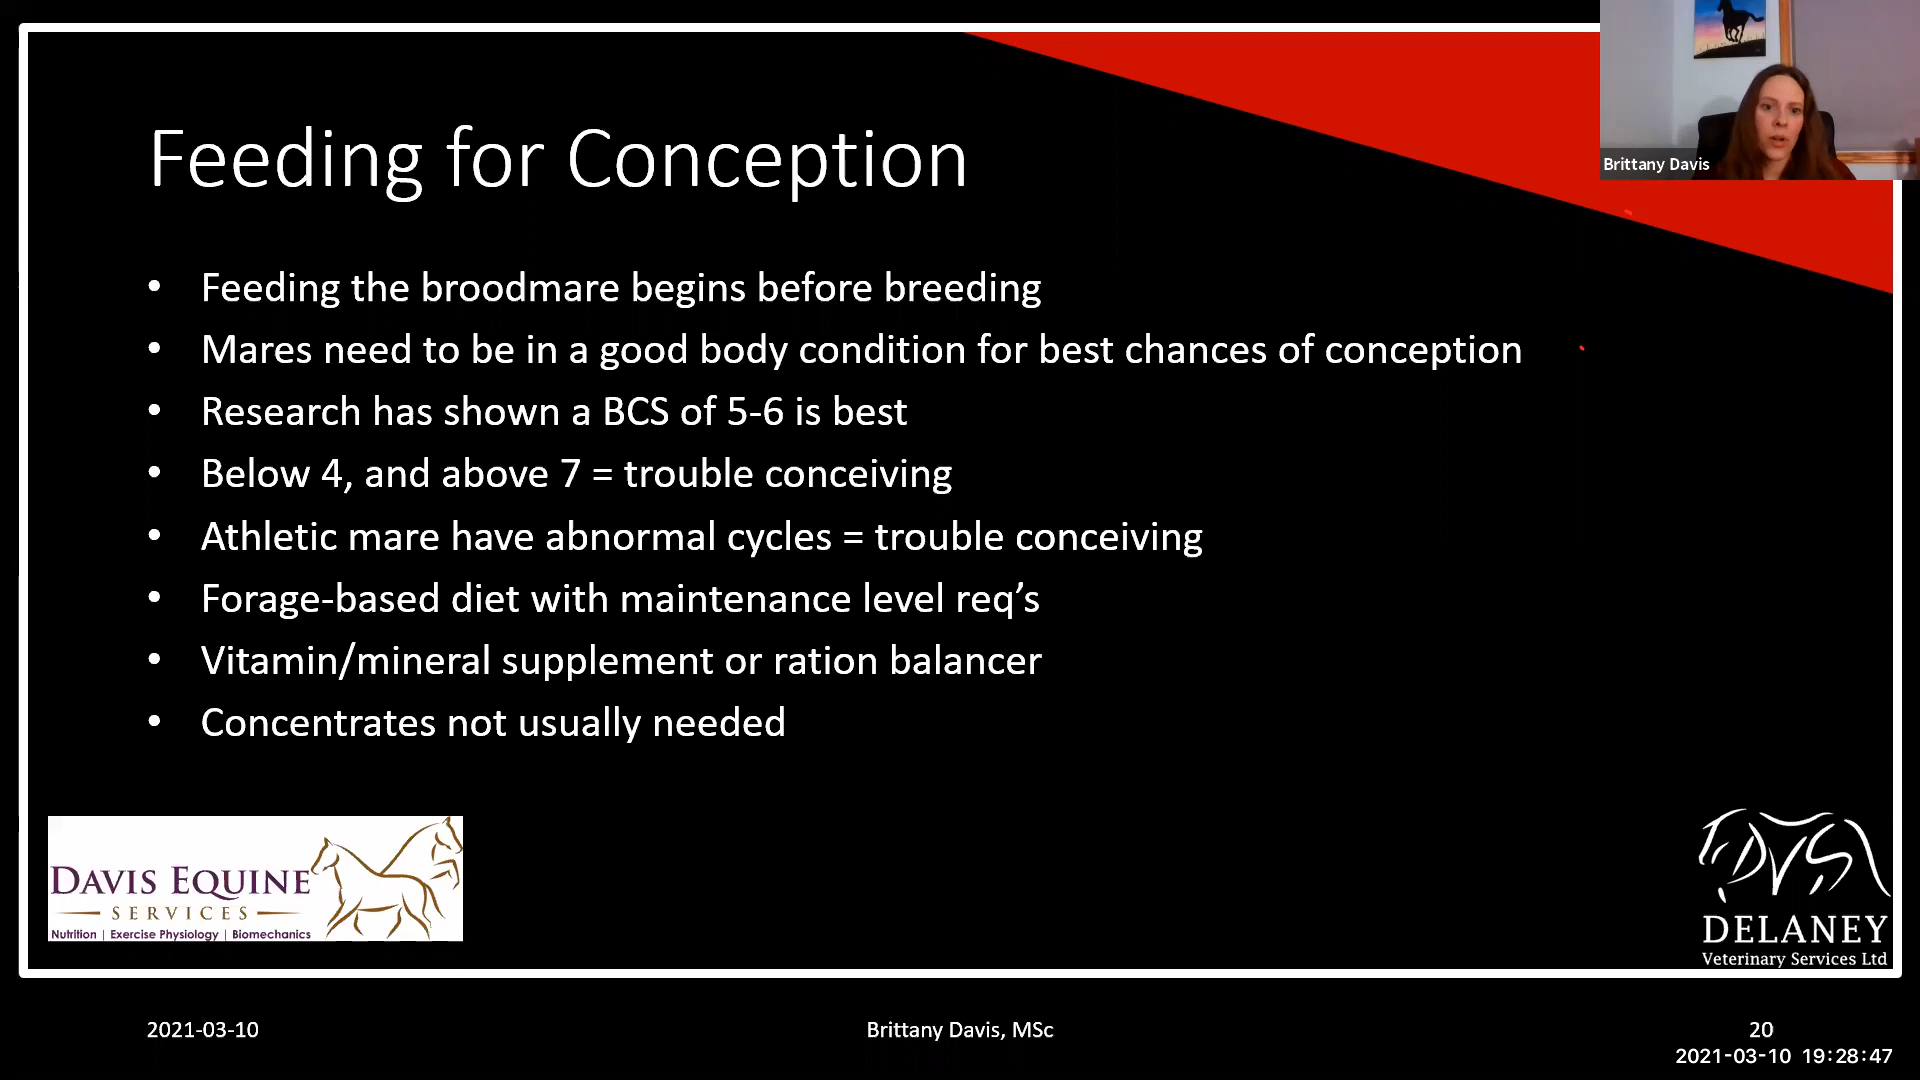 Brittany Davis
Feeding for Conception
• Feeding the broodmare begins before breeding
• Mares need to be in a good body condition for best chances of conception
• Research has shown a BCS of 5-6 is best
• Below 4, and above 7 = trouble conceiving
• Athletic mare have abnormal cycles = trouble conceiving
• Forage-based diet with maintenance level req’s
• Vitamin/mineral supplement or ration balancer
• Concentrates not usually needed
DAVIS EQUINE
SERVICES
Nutrition | Exercise Physiology | Biomechanics
DVS
DELANEY
Veterinary Services Ltd
2021-03-10
Brittany Davis, MSc
20
2021-03-10 19:28:47